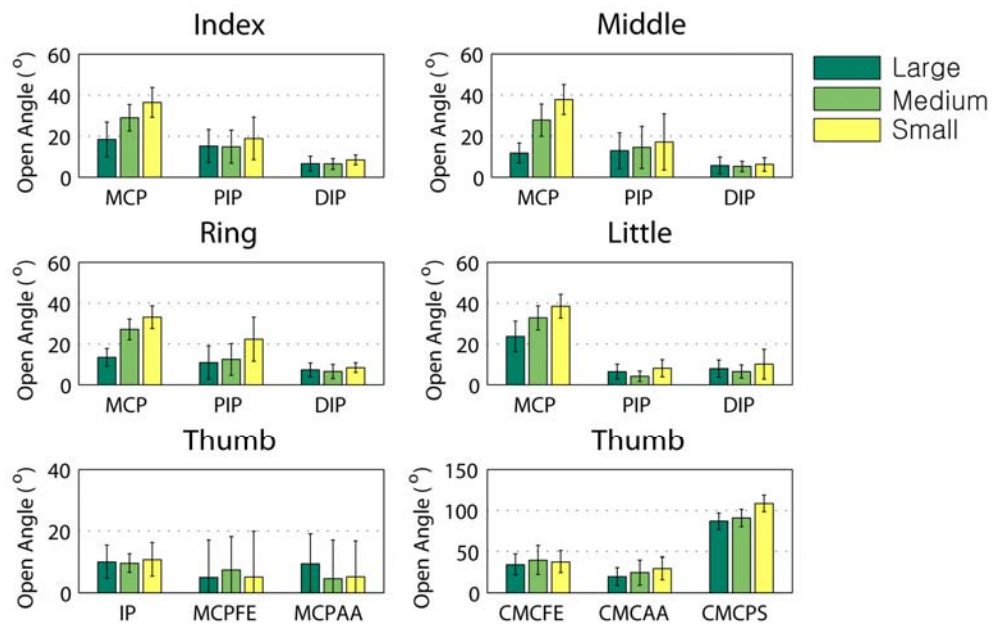 Index
Open Angle (°)
60
40
20
0
MCP PIP DIP
Middle
Open Angle (°)
60
40
20
0
MCP PIP DIP
Large
Medium
Small
Ring
Open Angle (°)
60
40
20
0
MCP PIP DIP
Little
Open Angle (°)
60
40
20
0
MCP PIP DIP
Thumb
Open Angle (°)
40
20
0
IP MCPFE MCPAA
Thumb
Open Angle (°)
150
100
50
0
CMCFE CMCAA CMCPS